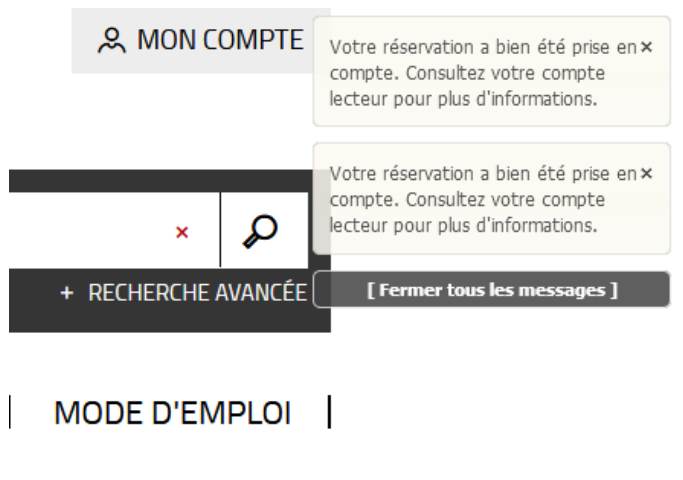 MON COMPTE
Votre réservation a bien été prise en ×
compte. Consultez votre compte
lecteur pour plus d'informations.
Votre réservation a bien été prise en ×
compte. Consultez votre compte
lecteur pour plus d'informations.
×
+ RECHERCHE AVANCÉE
[ Fermer tous les messages ]
MODE D'EMPLOI